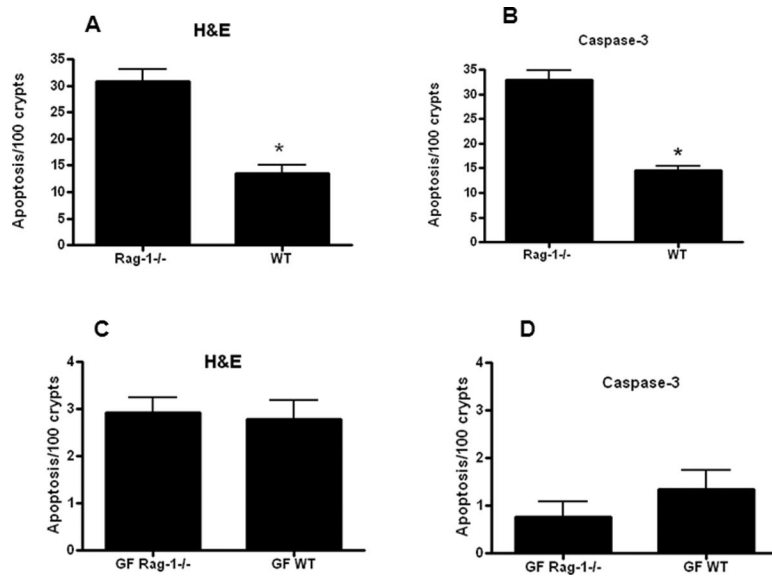 A
H&E
Apoptosis/100 crypts
35
30
25
20
15
10
5
0
*
Rag-1-/-
WT
B
Caspase-3
Apoptosis/100 crypts
35
30
25
20
15
10
5
0
*
Rag-1-/-
WT
C
H&E
Apoptosis/100 crypts
4
3
2
1
0
GF Rag-1-/-
GF WT
D
Caspase-3
Apoptosis/100 crypts
4
3
2
1
0
GF Rag-1-/-
GF WT